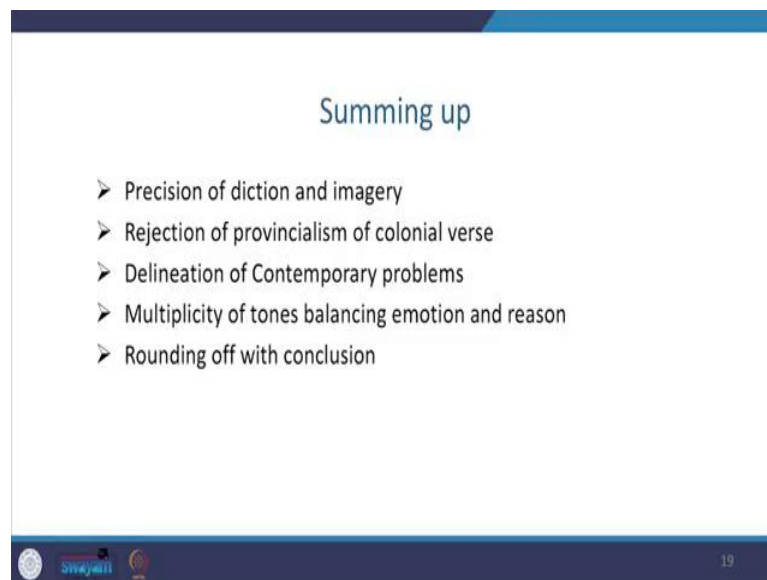 Summing up
➤ Precision of diction and imagery
➤ Rejection of provincialism of colonial verse
➤ Delineation of Contemporary problems
➤ Multiplicity of tones balancing emotion and reason
➤ Rounding off with conclusion
swayam
19